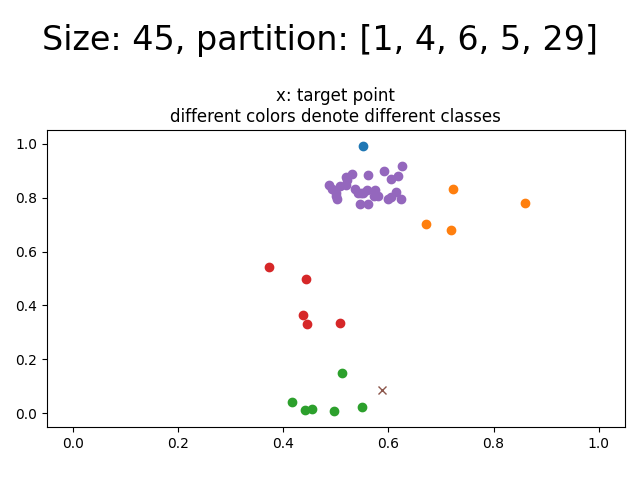 Size: 45, partition: [1, 4, 6, 5, 29]
x: target point
different colors denote different classes
1.0
0.8
0.6
0.4
0.2
0.0
0.0 0.2 0.4 0.6 0.8 1.0